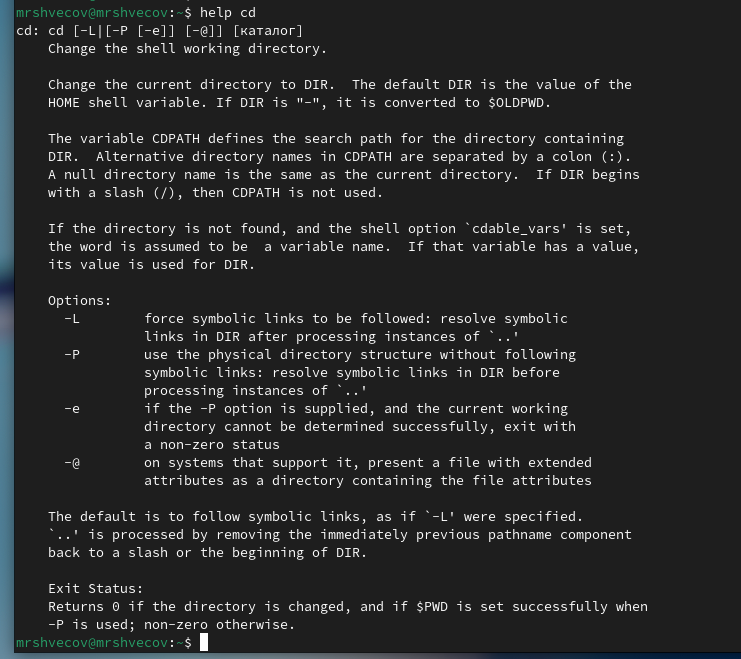 mrshvecov@mrshvecov:~$ help cd
cd: cd [-L|[-P [-e]] [-@]] [каталог]
    Change the shell working directory.

    Change the current directory to DIR.  The default DIR is the value of the
    HOME shell variable. If DIR is "-", it is converted to $OLDPWD.

    The variable CDPATH defines the search path for the directory containing
    DIR.  Alternative directory names in CDPATH are separated by a colon (:).
    A null directory name is the same as the current directory.  If DIR begins
    with a slash (/), then CDPATH is not used.

    If the directory is not found, and the shell option `cdable_vars' is set,
    the word is assumed to be  a variable name.  If that variable has a value,
    its value is used for DIR.

    Options:
      -L        force symbolic links to be followed: resolve symbolic
                links in DIR after processing instances of `..'
      -P        use the physical directory structure without following
                symbolic links: resolve symbolic links in DIR before
                processing instances of `..'
      -e        if the -P option is supplied, and the current working
                directory cannot be determined successfully, exit with
                a non-zero status
      -@        on systems that support it, present a file with extended
                attributes as a directory containing the file attributes

    The default is to follow symbolic links, as if `-L' were specified.
    `..' is processed by removing the immediately previous pathname component
    back to a slash or the beginning of DIR.

    Exit Status:
    Returns 0 if the directory is changed, and if $PWD is set successfully when
    -P is used; non-zero otherwise.
mrshvecov@mrshvecov:~$